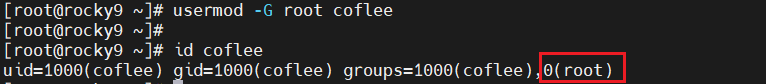 [root@rocky9 ~]# usermod -G root coflee
[root@rocky9 ~]#
[root@rocky9 ~]# id coflee
uid=1000(coflee) gid=1000(coflee) groups=1000(coflee),0(root)